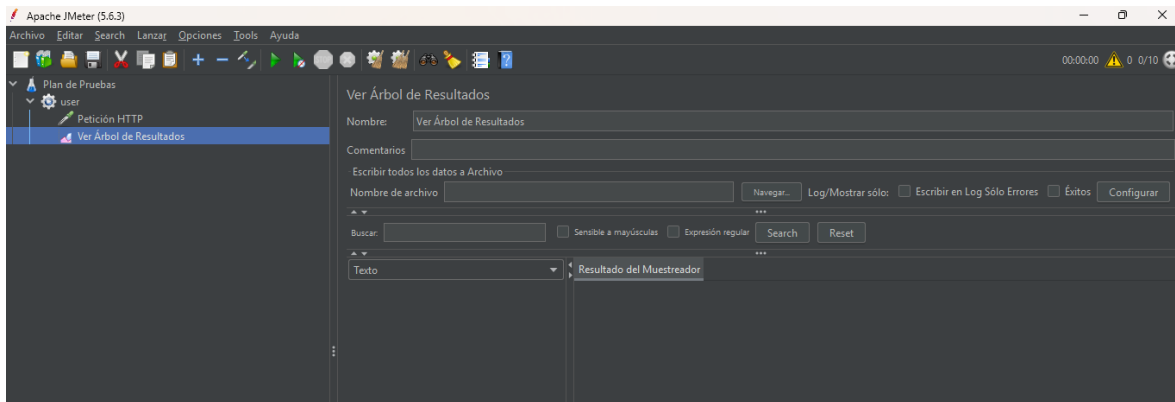 Apache JMeter (5.6.3)
Archivo Editar Search Lanzar Opciones Tools Ayuda
00:00:00 0 0/10
Plan de Pruebas
user
Petición HTTP
Ver Árbol de Resultados
Ver Árbol de Resultados
Nombre: Ver Árbol de Resultados
Comentarios
Escribir todos los datos a Archivo
Nombre de archivo Navegar... Log/Mostrar sólo: Escribir en Log Sólo Errores Éxitos Configurar
Buscar: Sensible a mayúsculas Expresión regular Search Reset
Texto Resultado del Muestreador